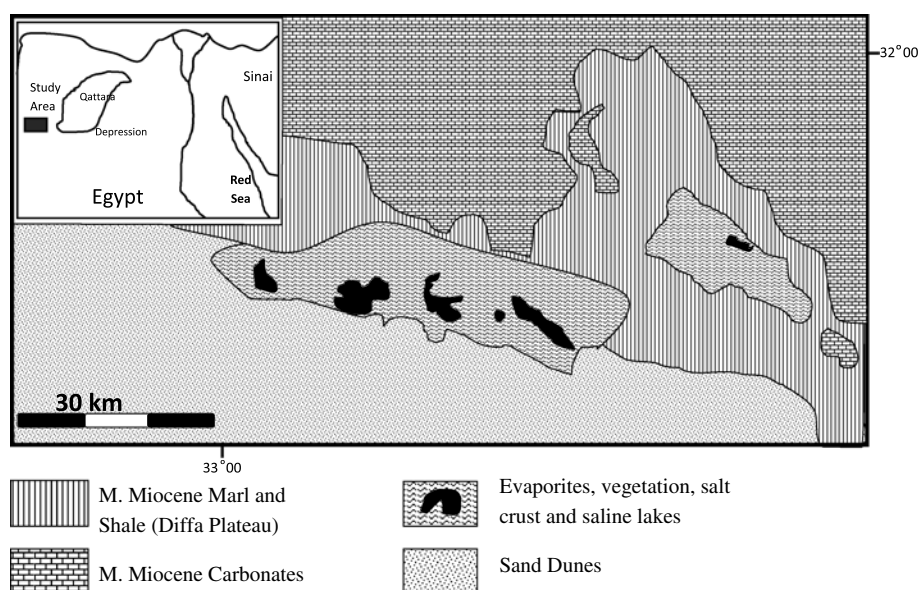 Sinai
Study
Area
Qattara
Depression
Egypt
Red
Sea
32°00
30 km
33°00
M. Miocene Marl and
Shale (Diffa Plateau)
Evaporites, vegetation, salt
crust and saline lakes
M. Miocene Carbonates
Sand Dunes